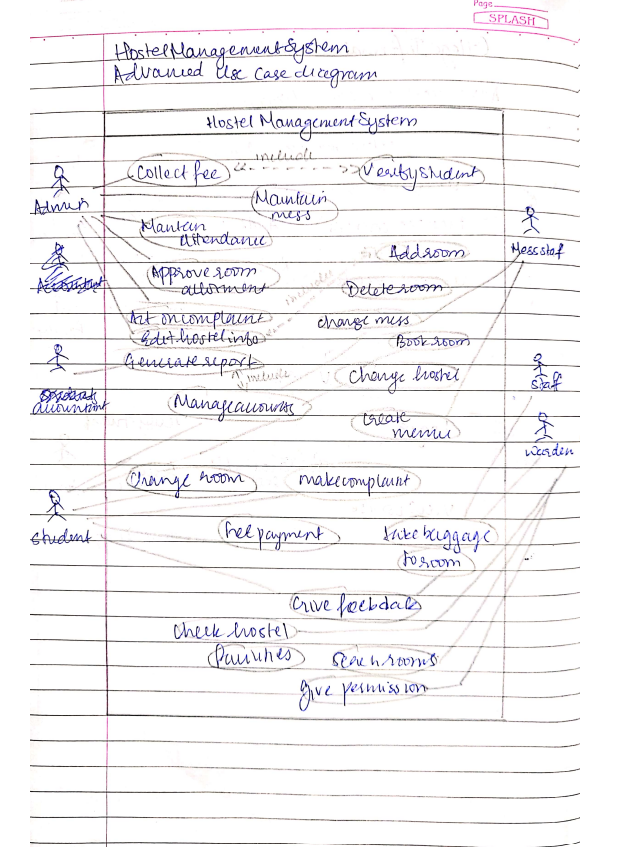 Page
SPLASH
Hostel Management System
Advanced Use Case diagram
Hostel Management System
Collect fee
include
Verify student
Admin
Maintain
mess
Mantain
Attendance
Add room
Mess staf
Approve room
allotment
Delete room
includes
Act on complaint
change mess
Edit hostel info
Book room
Generate report
include
Change hostel
staff
accountant
Manage accounts
create
menu
warden
Change room
make complaint
student
fee payment
take baggage
to room
Give feedback
check hostel
facilities
search rooms
give permission